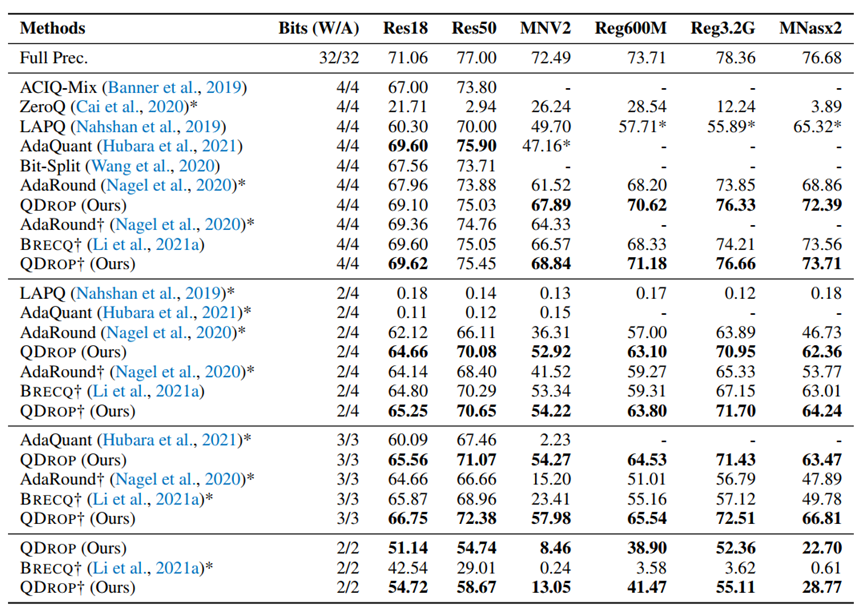 Methods Bits (W/A) Res18 Res50 MNV2 Reg600M Reg3.2G MNasx2
Full Prec. 32/32 71.06 77.00 72.49 73.71 78.36 76.68
ACIQ-Mix (Banner et al., 2019) 4/4 67.00 73.80 - - - -
ZeroQ (Cai et al., 2020)* 4/4 21.71 2.94 26.24 28.54 12.24 3.89
LAPQ (Nahshan et al., 2019) 4/4 60.30 70.00 49.70 57.71* 55.89* 65.32*
AdaQuant (Hubara et al., 2021) 4/4 69.60 75.90 47.16* - - -
Bit-Split (Wang et al., 2020) 4/4 67.56 73.71 - - - -
AdaRound (Nagel et al., 2020)* 4/4 67.96 73.88 61.52 68.20 73.85 68.86
QDROP (Ours) 4/4 69.10 75.03 67.89 70.62 76.33 72.39
AdaRound† (Nagel et al., 2020)* 4/4 69.36 74.76 64.33 - - -
BRECQ† (Li et al., 2021a) 4/4 69.60 75.05 66.57 68.33 74.21 73.56
QDROP† (Ours) 4/4 69.62 75.45 68.84 71.18 76.66 73.71
LAPQ (Nahshan et al., 2019)* 2/4 0.18 0.14 0.13 0.17 0.12 0.18
AdaQuant (Hubara et al., 2021)* 2/4 0.11 0.12 0.15 - - -
AdaRound (Nagel et al., 2020)* 2/4 62.12 66.11 36.31 57.00 63.89 46.73
QDROP (Ours) 2/4 64.66 70.08 52.92 63.10 70.95 62.36
AdaRound† (Nagel et al., 2020)* 2/4 64.14 68.40 41.52 59.27 65.33 53.77
BRECQ† (Li et al., 2021a) 2/4 64.80 70.29 53.34 59.31 67.15 63.01
QDROP† (Ours) 2/4 65.25 70.65 54.22 63.80 71.70 64.24
AdaQuant (Hubara et al., 2021)* 3/3 60.09 67.46 2.23 - - -
QDROP (Ours) 3/3 65.56 71.07 54.27 64.53 71.43 63.47
AdaRound† (Nagel et al., 2020)* 3/3 64.66 66.66 15.20 51.01 56.79 47.89
BRECQ† (Li et al., 2021a)* 3/3 65.87 68.96 23.41 55.16 57.12 49.78
QDROP† (Ours) 3/3 66.75 72.38 57.98 65.54 72.51 66.81
QDROP (Ours) 2/2 51.14 54.74 8.46 38.90 52.36 22.70
BRECQ† (Li et al., 2021a)* 2/2 42.54 29.01 0.24 3.58 3.62 0.61
QDROP† (Ours) 2/2 54.72 58.67 13.05 41.47 55.11 28.77